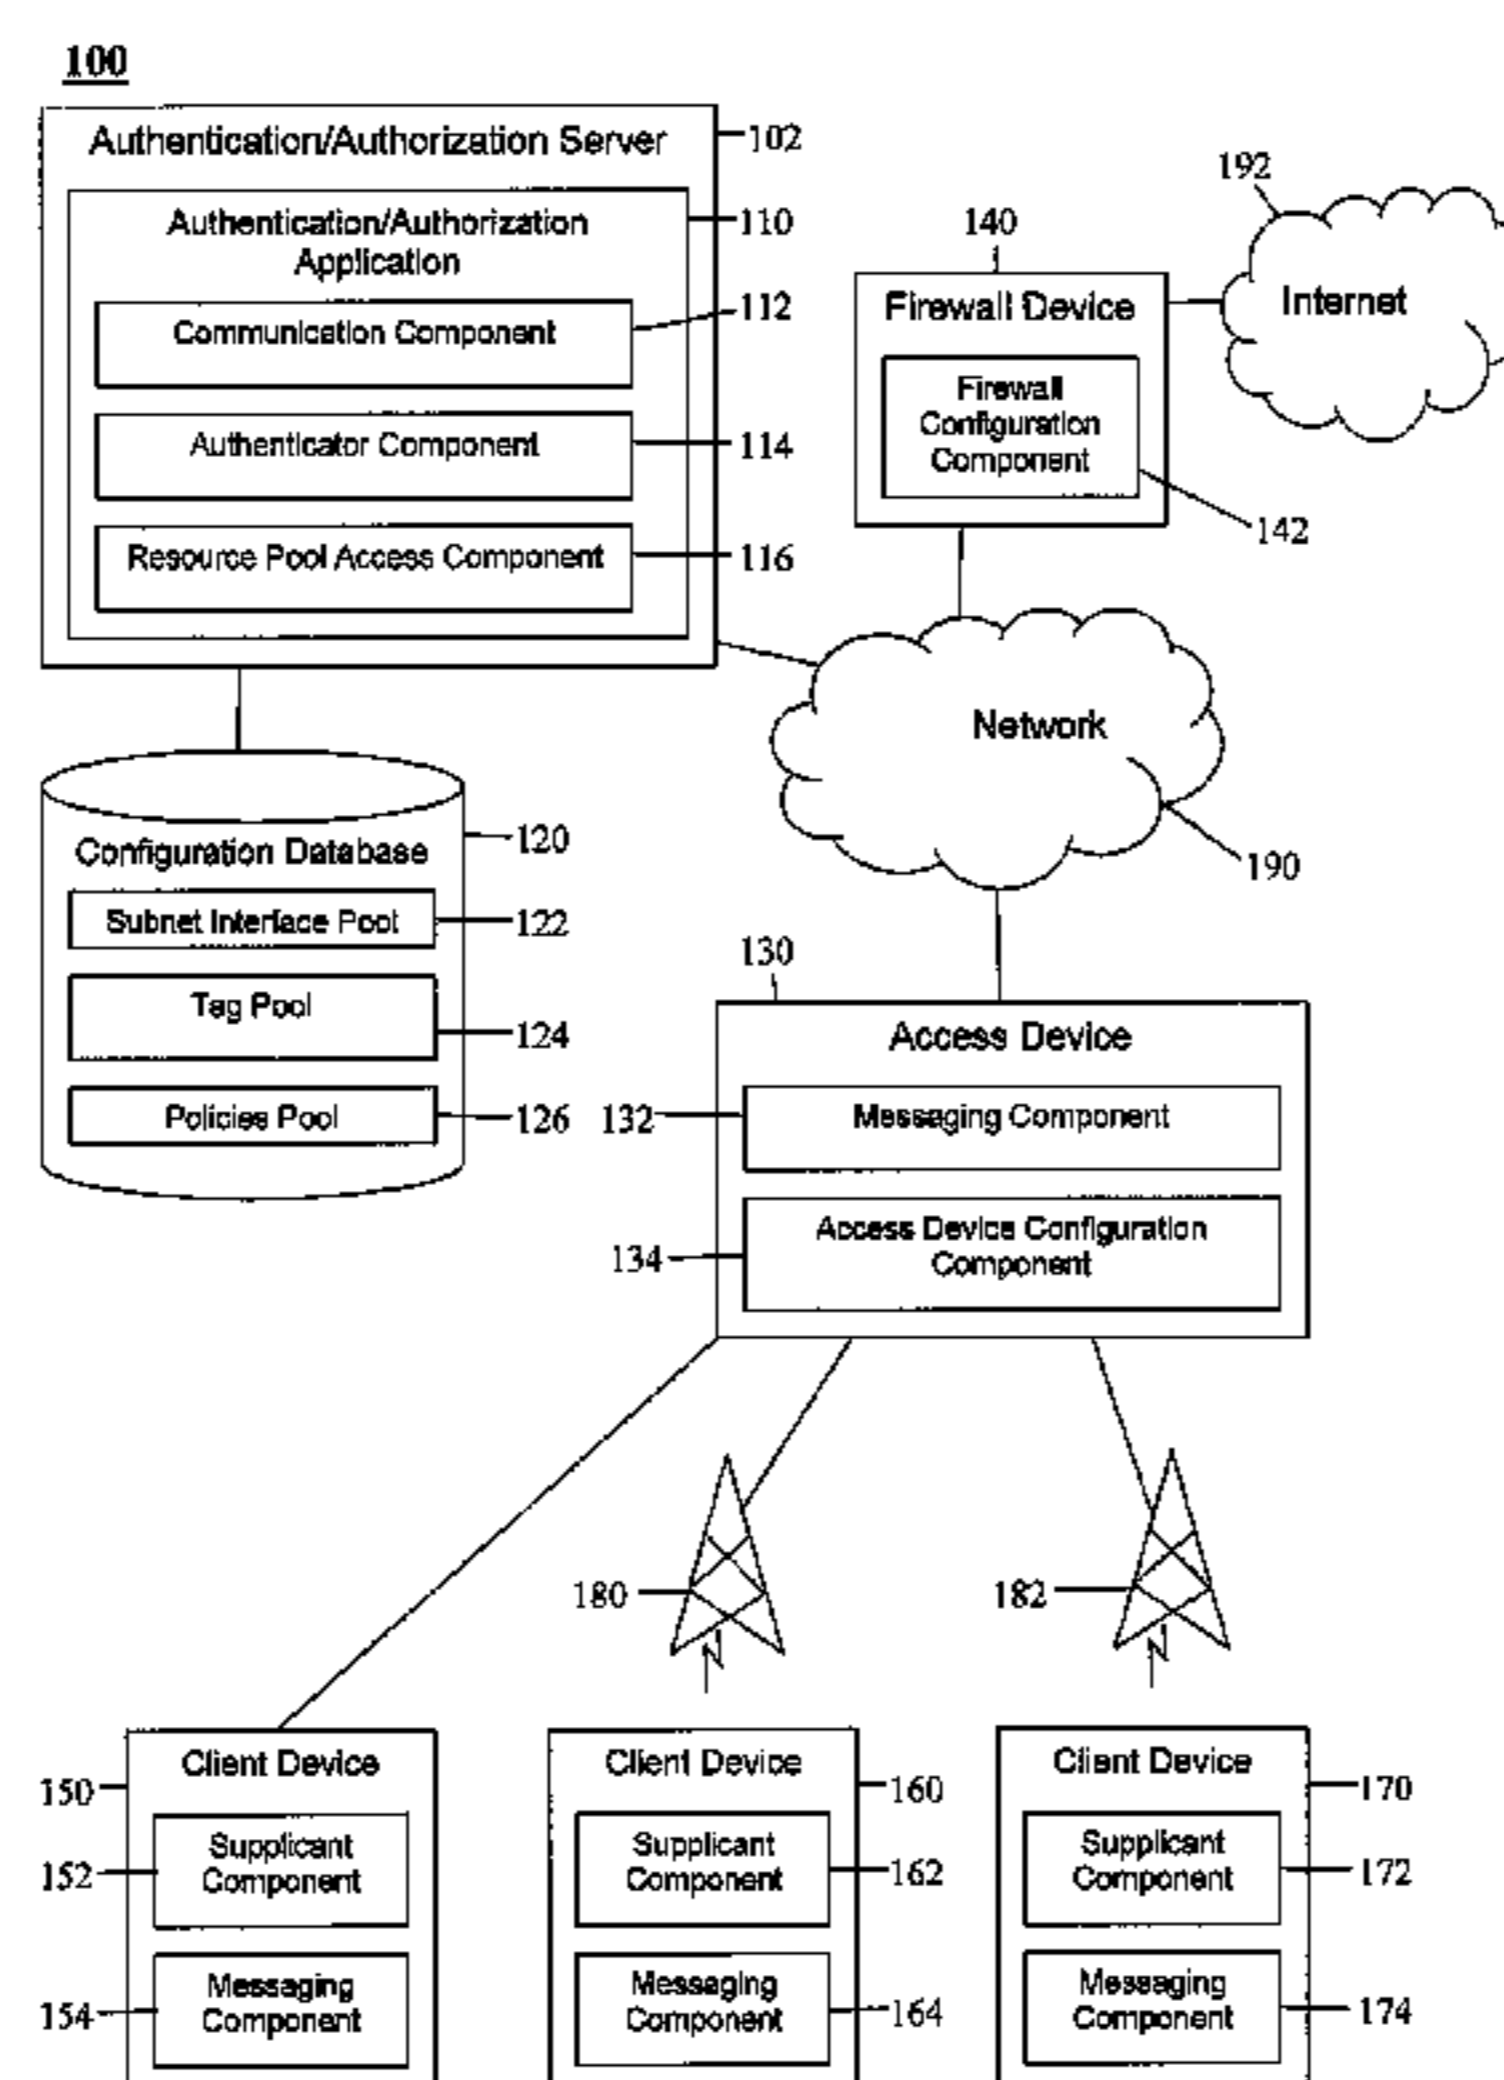 100
Authentication/Authorization Server
102
Authentication/Authorization
Application
110
Communication Component
112
Authenticator Component
114
Resource Pool Access Component
116
140
Firewall Device
Firewall
Configuration
Component
142
192
Internet
Network
190
Configuration Database
120
Subnet Interface Pool
122
Tag Pool
124
Policies Pool
126
130
Access Device
132
Messaging Component
134
Access Device Configuration
Component
180
182
150
Client Device
152
Supplicant
Component
154
Messaging
Component
Client Device
160
Supplicant
Component
162
Messaging
Component
164
Client Device
170
Supplicant
Component
172
Messaging
Component
174